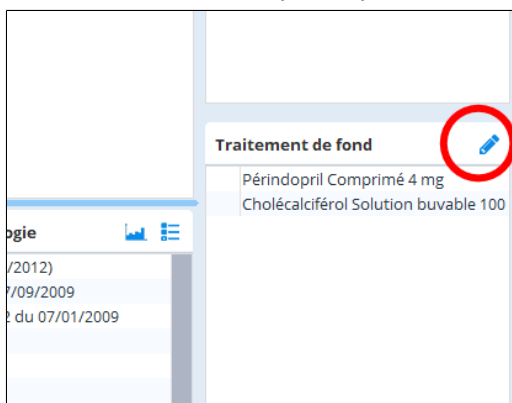 Traitement de fond
Périndopril Comprimé 4 mg
Cholécalciférol Solution buvable 100
ogie
/2012)
/09/2009
du 07/01/2009